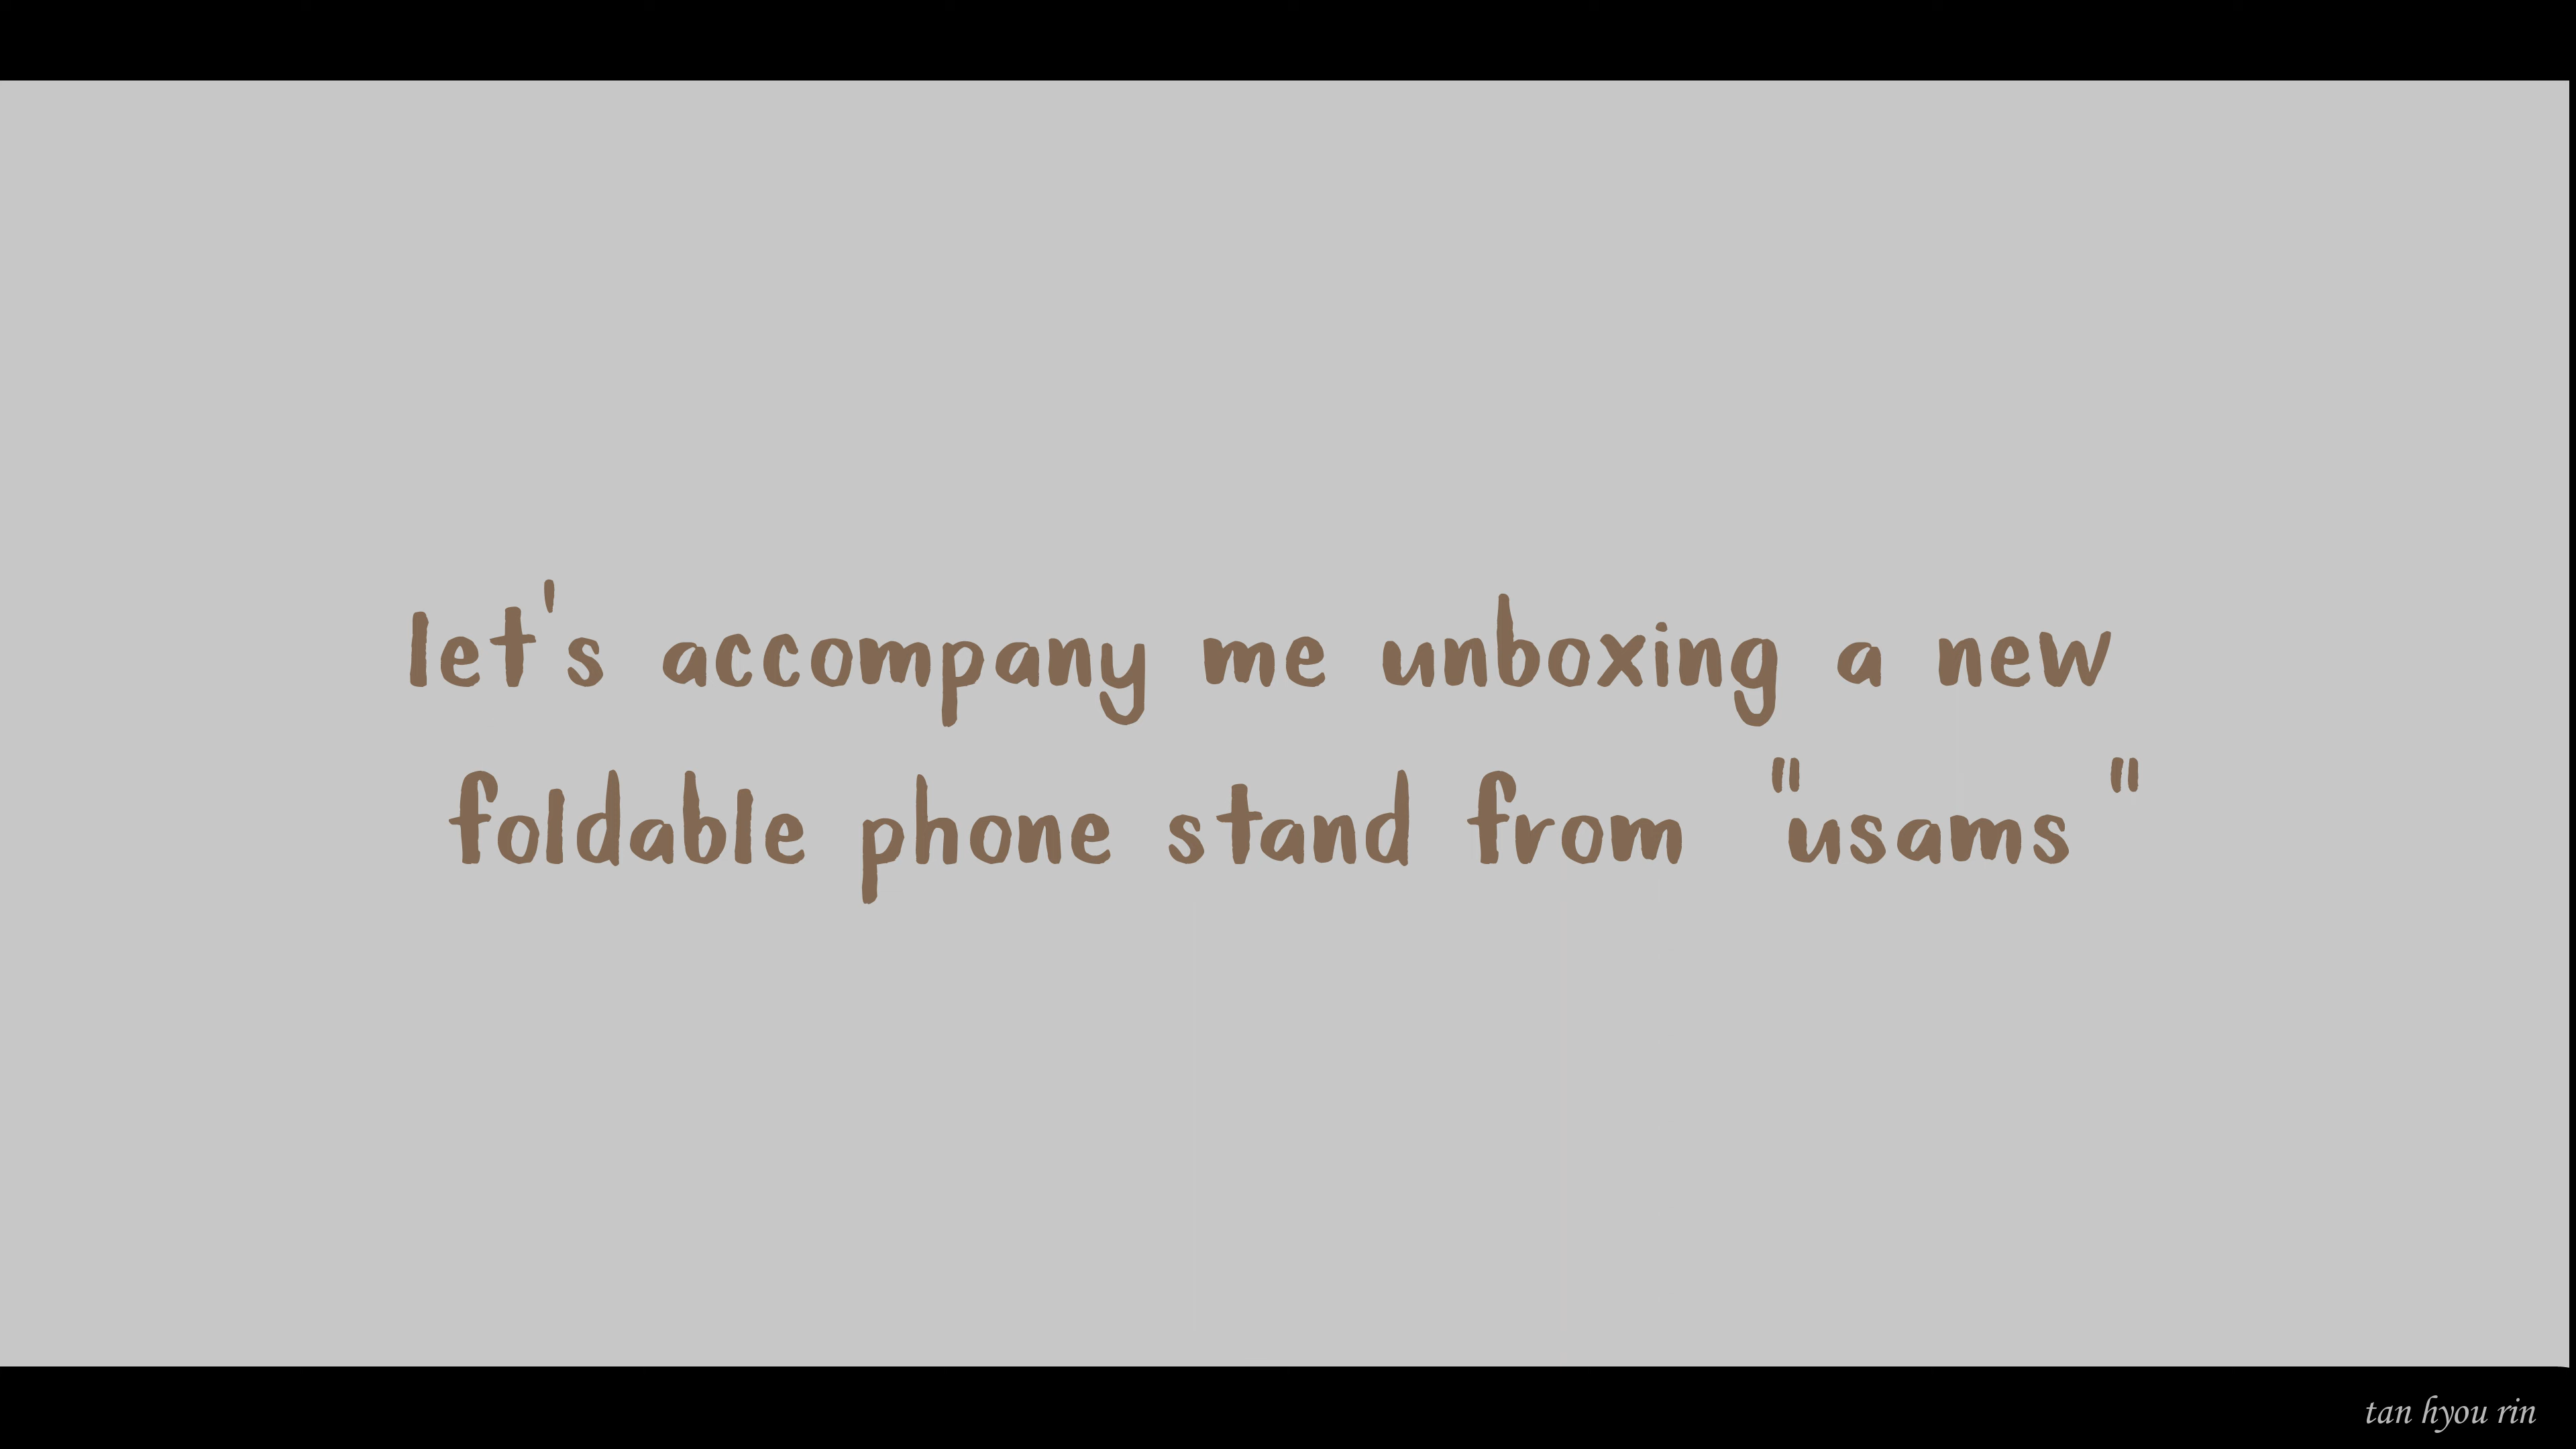 let's accompany me unboxing a new
foldable phone stand from "usams "
tan hyou rin